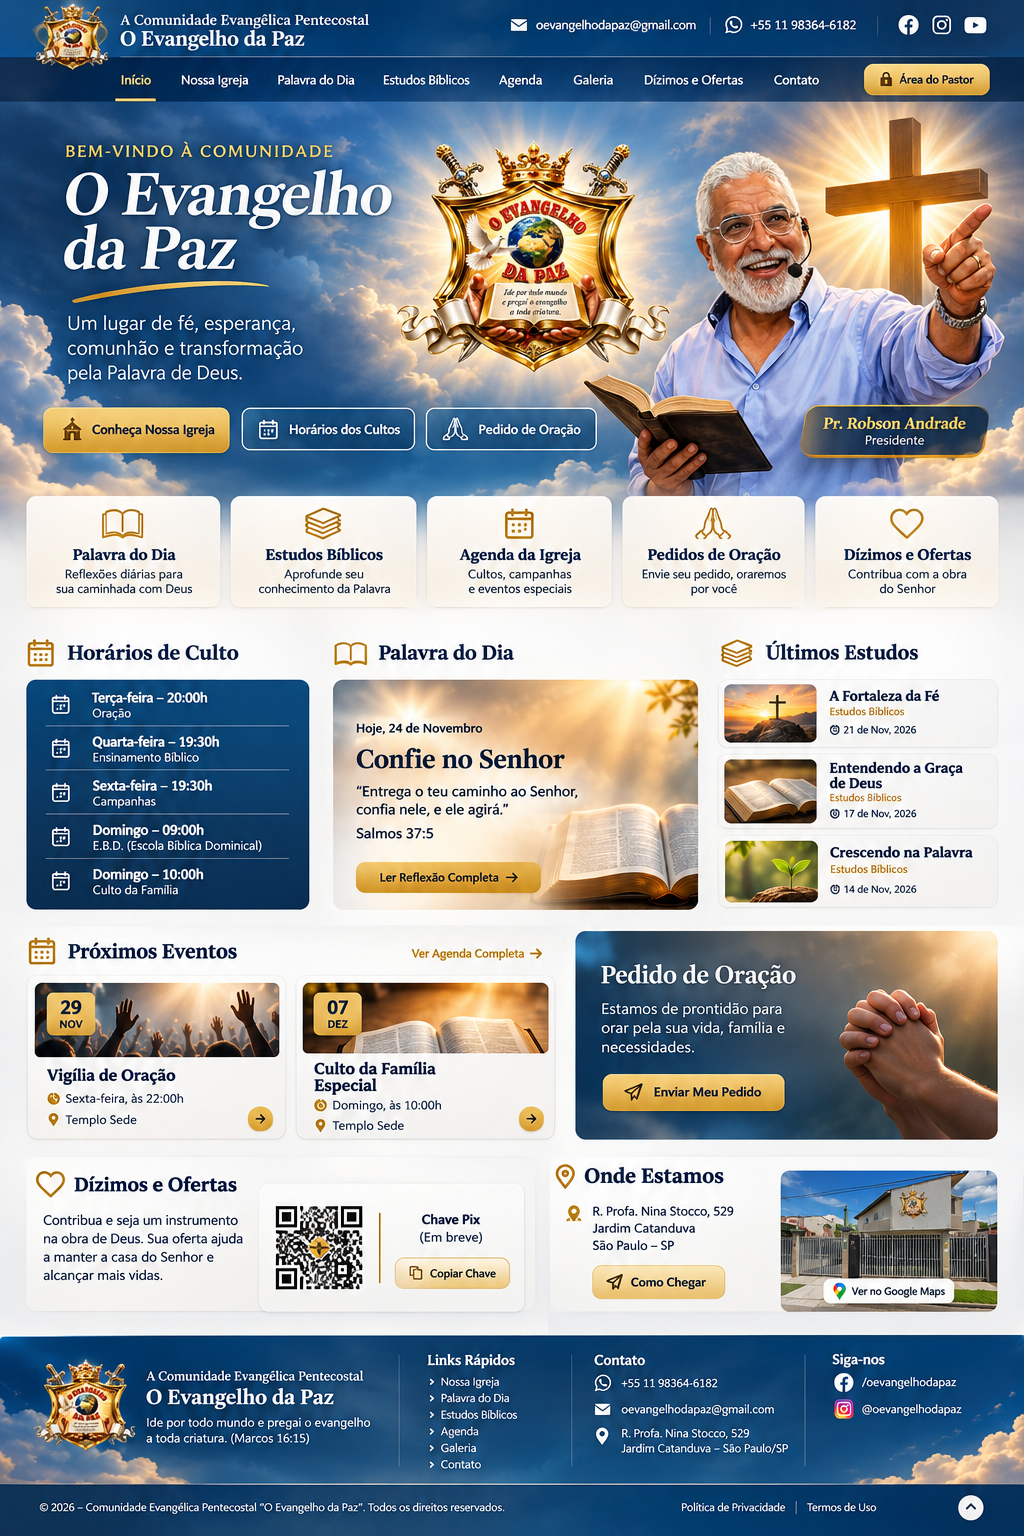 A Comunidade Evangélica Pentecostal
O Evangelho da Paz
oevangelhodapaz@gmail.com
+55 11 98364-6182
Início
Nossa Igreja
Palavra do Dia
Estudos Bíblicos
Agenda
Galeria
Dízimos e Ofertas
Contato
Área do Pastor
BEM-VINDO À COMUNIDADE
O Evangelho
da Paz
Um lugar de fé, esperança,
comunhão e transformação
pela Palavra de Deus.
O EVANGELHO
DA PAZ
Ide por todo mundo
e pregai o evangelho
a toda criatura.
Conheça Nossa Igreja
Horários dos Cultos
Pedido de Oração
Pr. Robson Andrade
Presidente
Palavra do Dia
Reflexões diárias para
sua caminhada com Deus
Estudos Bíblicos
Aprofunde seu
conhecimento da Palavra
Agenda da Igreja
Cultos, campanhas
e eventos especiais
Pedidos de Oração
Envie seu pedido, oraremos
por você
Dízimos e Ofertas
Contribua com a obra
do Senhor
Horários de Culto
Terça-feira – 20:00h
Oração
Quarta-feira – 19:30h
Ensinamento Bíblico
Sexta-feira – 19:30h
Campanhas
Domingo – 09:00h
E.B.D. (Escola Bíblica Dominical)
Domingo – 10:00h
Culto da Família
Palavra do Dia
Hoje, 24 de Novembro
Confie no Senhor
“Entrega o teu caminho ao Senhor,
confia nele, e ele agirá.”
Salmos 37:5
Ler Reflexão Completa →
Últimos Estudos
A Fortaleza da Fé
Estudos Bíblicos
21 de Nov, 2026
Entendendo a Graça
de Deus
Estudos Bíblicos
17 de Nov, 2026
Crescendo na Palavra
Estudos Bíblicos
14 de Nov, 2026
Próximos Eventos
Ver Agenda Completa →
29
NOV
Vigília de Oração
Sexta-feira, às 22:00h
Templo Sede
07
DEZ
Culto da Família
Especial
Domingo, às 10:00h
Templo Sede
Pedido de Oração
Estamos de prontidão para
orar pela sua vida, família e
necessidades.
Enviar Meu Pedido
Dízimos e Ofertas
Contribua e seja um instrumento
na obra de Deus. Sua oferta ajuda
a manter a casa do Senhor e
alcançar mais vidas.
Chave Pix
(Em breve)
Copiar Chave
Onde Estamos
R. Profa. Nina Stocco, 529
Jardim Catanduva
São Paulo – SP
Como Chegar
Ver no Google Maps
A Comunidade Evangélica Pentecostal
O Evangelho da Paz
Ide por todo mundo e pregai o evangelho
a toda criatura. (Marcos 16:15)
Links Rápidos
Nossa Igreja
Palavra do Dia
Estudos Bíblicos
Agenda
Galeria
Contato
Contato
+55 11 98364-6182
oevangelhodapaz@gmail.com
R. Profa. Nina Stocco, 529
Jardim Catanduva – São Paulo/SP
Siga-nos
/oevangelhodapaz
@oevangelhodapaz
© 2026 – Comunidade Evangélica Pentecostal “O Evangelho da Paz”. Todos os direitos reservados.
Política de Privacidade
Termos de Uso